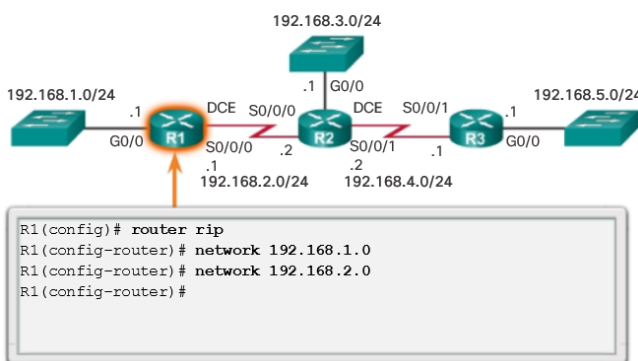 192.168.3.0/24
.1 G0/0
192.168.1.0/24
192.168.5.0/24
.1
DCE S0/0/0
DCE S0/0/1
.1
G0/0
R1
R2
R3
G0/0
S0/0/0
.1
.2
S0/0/1
.2
.1
192.168.2.0/24
192.168.4.0/24
R1(config)# router rip
R1(config-router)# network 192.168.1.0
R1(config-router)# network 192.168.2.0
R1(config-router)#